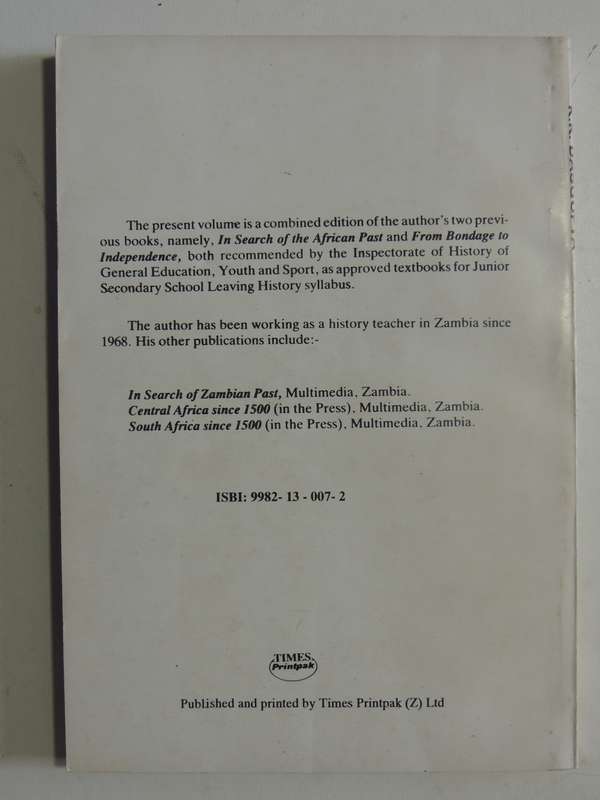 The present volume is a combined edition of the author's two previ-
ous books, namely, In Search of the African Past and From Bondage to
Independence, both recommended by the Inspectorate of History of
General Education, Youth and Sport, as approved textbooks for Junior
Secondary School Leaving History syllabus.
The author has been working as a history teacher in Zambia since
1968. His other publications include:-
In Search of Zambian Past, Multimedia, Zambia.
Central Africa since 1500 (in the Press), Multimedia, Zambia.
South Africa since 1500 (in the Press), Multimedia, Zambia.
ISBI: 9982- 13 - 007- 2
TIMES
Printpak
Published and printed by Times Printpak (Z) Ltd